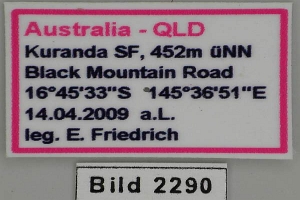 Australia - QLD
Kuranda SF, 452m üNN
Black Mountain Road
16°45'33"S 145°36'51"E
14.04.2009 a.L.
leg. E. Friedrich
Bild 2290